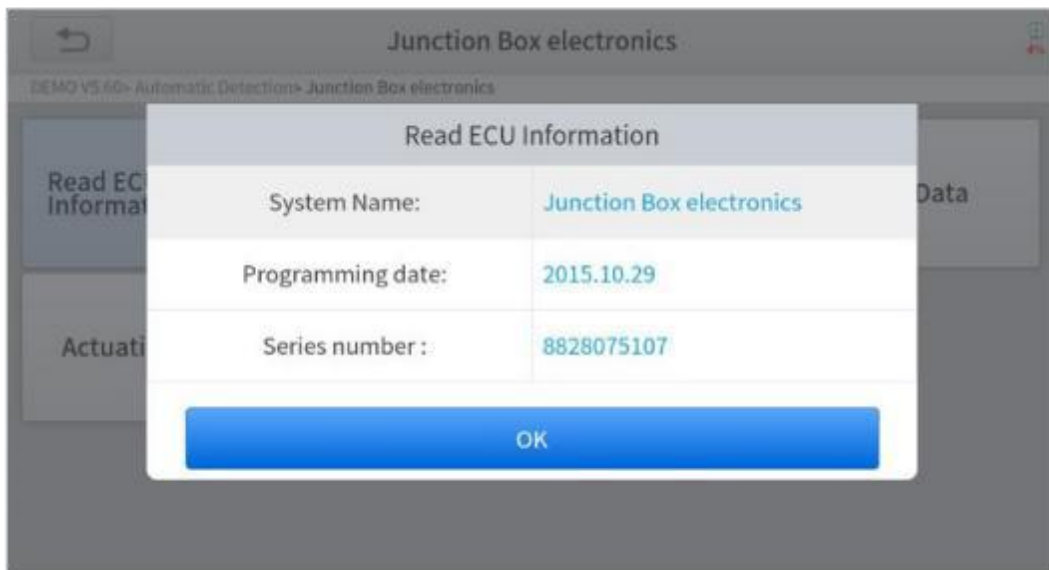 Junction Box electronics
4%
DEMO V5.60> Automatic Detection> Junction Box electronics
Read ECU Information
Read EC
Informat
Data
System Name: Junction Box electronics
Programming date: 2015.10.29
Actuati
Series number : 8828075107
OK